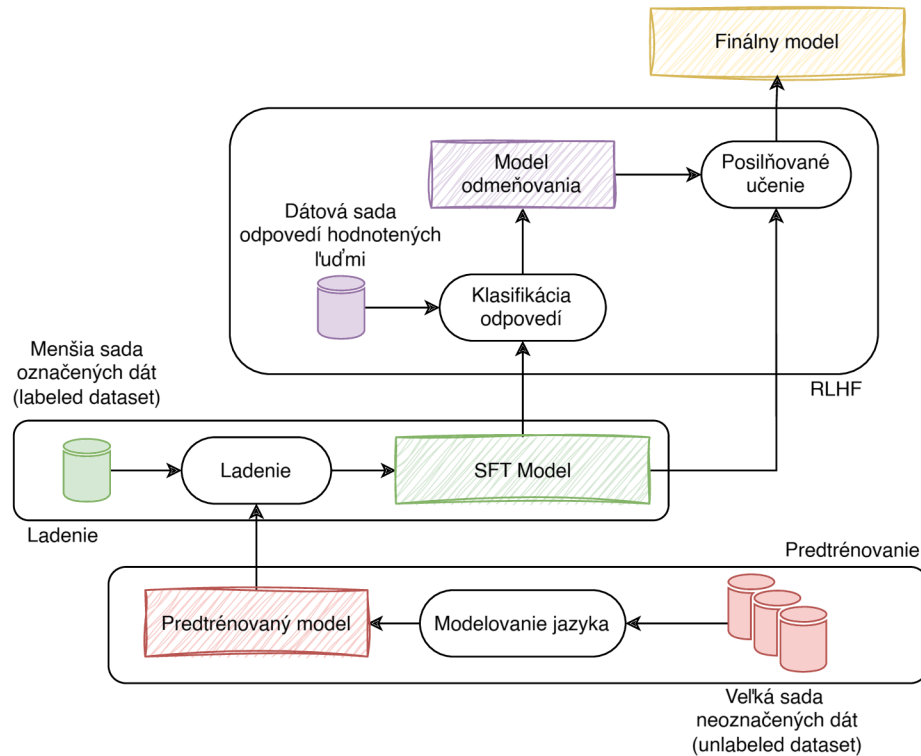 Finálny model
Model
odmeňovania
Posilňované
učenie
Dátová sada
odpovedí hodnotených
ľuďmi
Klasifikácia
odpovedí
RLHF
Menšia sada
označených dát
(labeled dataset)
Ladenie
SFT Model
Ladenie
Predtrénovanie
Predtrénovaný model
Modelovanie jazyka
Veľká sada
neoznačených dát
(unlabeled dataset)